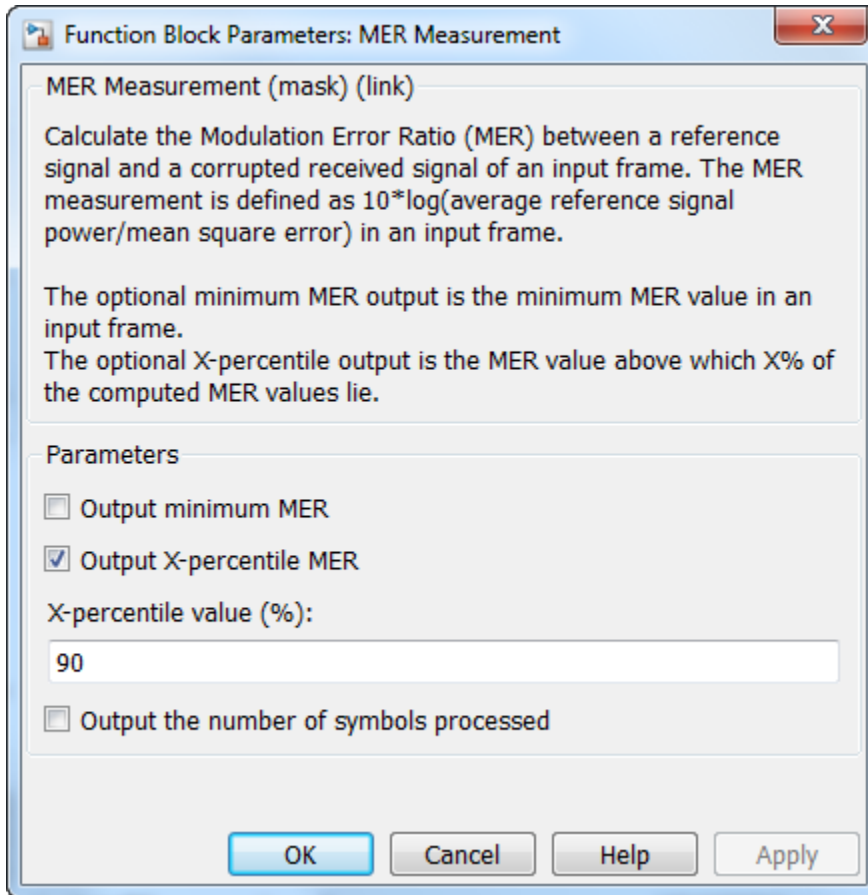 Function Block Parameters: MER Measurement
MER Measurement (mask) (link)
Calculate the Modulation Error Ratio (MER) between a reference
signal and a corrupted received signal of an input frame. The MER
measurement is defined as 10*log(average reference signal
power/mean square error) in an input frame.
The optional minimum MER output is the minimum MER value in an
input frame.
The optional X-percentile output is the MER value above which X% of
the computed MER values lie.
Parameters
Output minimum MER
Output X-percentile MER
X-percentile value (%):
90
Output the number of symbols processed
OK Cancel Help Apply